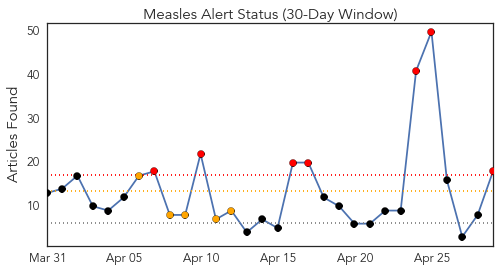 Measles Alert Status (30-Day Window)
Articles Found
50
40
30
20
10
Mar 31 Apr 05 Apr 10 Apr 15 Apr 20 Apr 25